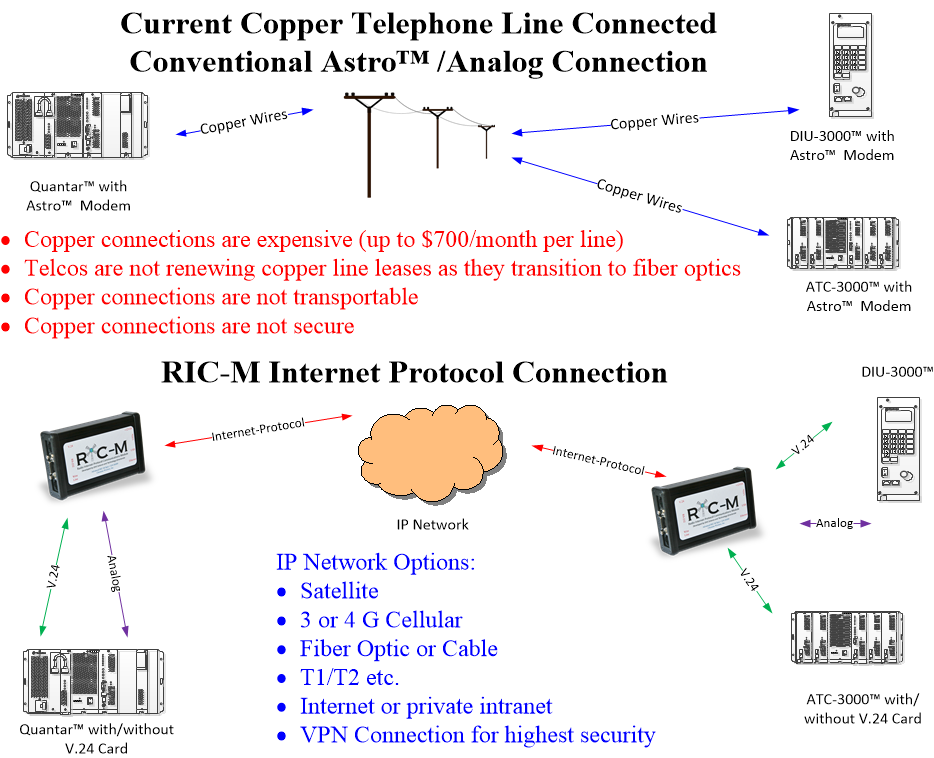 Current Copper Telephone Line Connected
Conventional Astro™ /Analog Connection
Copper Wires
Copper Wires
Copper Wires
DIU-3000™ with
Astro™ Modem
Quantar™ with
Astro™ Modem
ATC-3000™ with
Astro™ Modem
• Copper connections are expensive (up to $700/month per line)
• Telcos are not renewing copper line leases as they transition to fiber optics
• Copper connections are not transportable
• Copper connections are not secure
RIC-M Internet Protocol Connection
DIU-3000™
Internet-Protocol
Internet-Protocol
RIC-M
RIC-M
IP Network
V.24
Analog
V.24
Analog
V.24
IP Network Options:
• Satellite
• 3 or 4 G Cellular
• Fiber Optic or Cable
• T1/T2 etc.
• Internet or private intranet
• VPN Connection for highest security
Quantar™ with/without
V.24 Card
ATC-3000™ with/
without V.24 Card